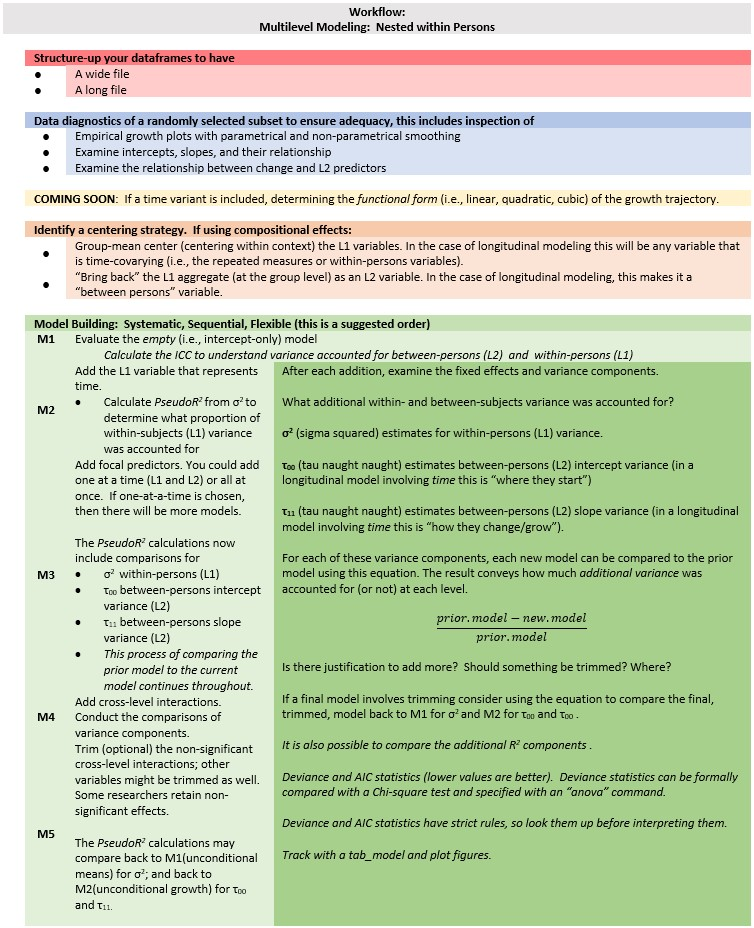 Workflow:
Multilevel Modeling:  Nested within Persons
Structure-up your dataframes to have
● A wide file
● A long file
Data diagnostics of a randomly selected subset to ensure adequacy, this includes inspection of
● Empirical growth plots with parametrical and non-parametrical smoothing
● Examine intercepts, slopes, and their relationship
● Examine the relationship between change and L2 predictors
COMING SOON:  If a time variant is included, determining the functional form (i.e., linear, quadratic, cubic) of the growth trajectory.
Identify a centering strategy.  If using compositional effects:
● Group-mean center (centering within context) the L1 variables. In the case of longitudinal modeling this will be any variable that
is time-covarying (i.e., the repeated measures or within-persons variables).
● “Bring back” the L1 aggregate (at the group level) as an L2 variable. In the case of longitudinal modeling, this makes it a
“between persons” variable.
Model Building:  Systematic, Sequential, Flexible (this is a suggested order)
M1 Evaluate the empty (i.e., intercept-only) model
Calculate the ICC to understand variance accounted for between-persons (L2)  and  within-persons (L1)
M2
Add the L1 variable that represents
time.
● Calculate PseudoR² from σ² to
determine what proportion of
within-subjects (L1) variance
was accounted for
M3
Add focal predictors. You could add
one at a time (L1 and L2) or all at
once.  If one-at-a-time is chosen,
then there will be more models.
The PseudoR² calculations now
include comparisons for
● σ²  within-persons (L1)
● τ₀₀ between-persons intercept
variance (L2)
● τ₁₁ between-persons slope
variance (L2)
● This process of comparing the
prior model to the current
model continues throughout.
M4
Add cross-level interactions.
Conduct the comparisons of
variance components.
M5
Trim (optional) the non-significant
cross-level interactions; other
variables might be trimmed as well.
Some researchers retain non-
significant effects.
The PseudoR² calculations may
compare back to M1(unconditional
means) for σ²; and back to
M2(unconditional growth) for τ₀₀
and τ₁₁.
After each addition, examine the fixed effects and variance components.
What additional within- and between-subjects variance was accounted for?
σ² (sigma squared) estimates for within-persons (L1) variance.
τ₀₀ (tau naught naught) estimates between-persons (L2) intercept variance (in a
longitudinal model involving time this is “where they start”)
τ₁₁ (tau naught naught) estimates between-persons (L2) slope variance (in a longitudinal
model involving time this is “how they change/grow”).
For each of these variance components, each new model can be compared to the prior
model using this equation. The result conveys how much additional variance was
accounted for (or not) at each level.
prior.model − new.model
prior.model
Is there justification to add more?  Should something be trimmed? Where?
If a final model involves trimming consider using the equation to compare the final,
trimmed, model back to M1 for σ² and M2 for τ₀₀ and τ₀₀ .
It is also possible to compare the additional R² components .
Deviance and AIC statistics (lower values are better).  Deviance statistics can be formally
compared with a Chi-square test and specified with an “anova” command.
Deviance and AIC statistics have strict rules, so look them up before interpreting them.
Track with a tab_model and plot figures.